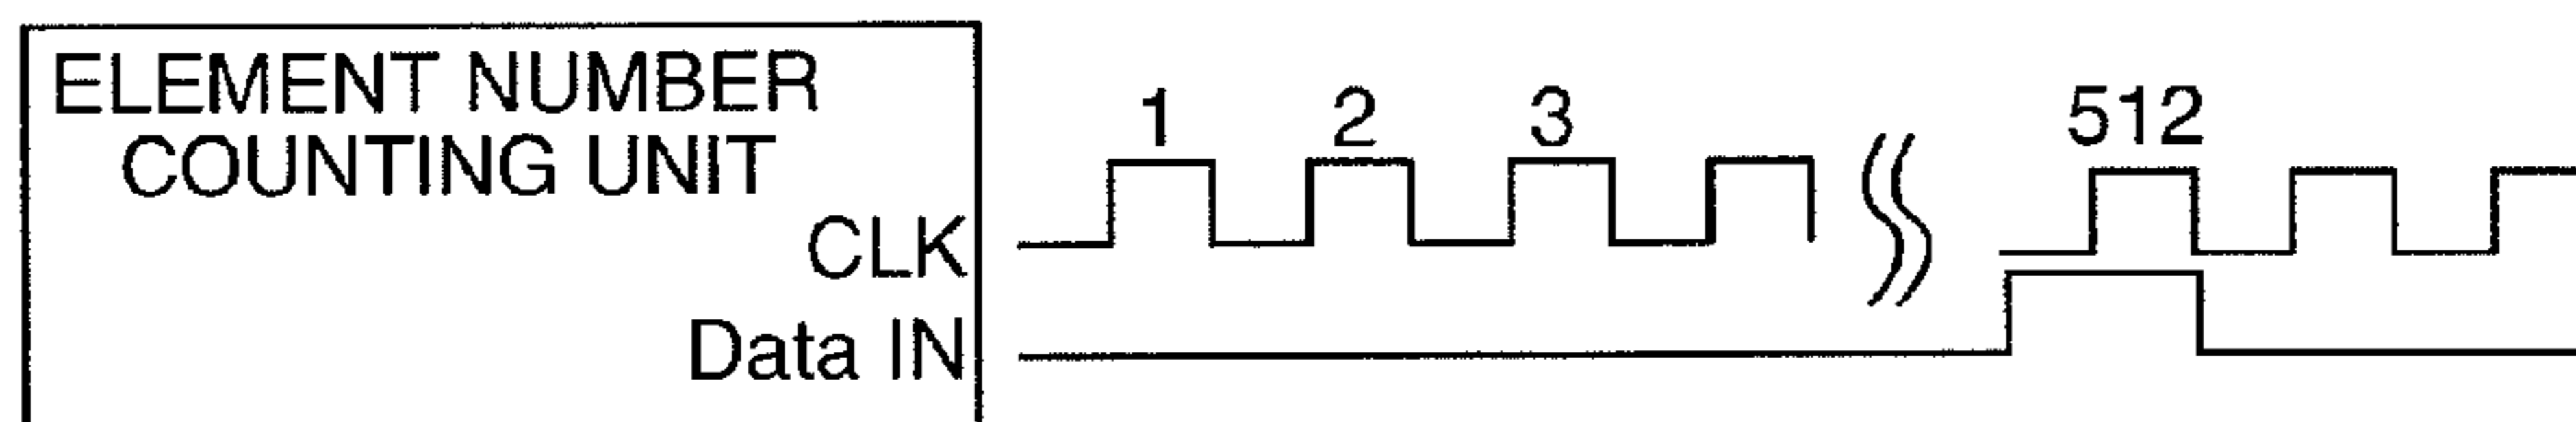 ELEMENT NUMBER
COUNTING UNIT
1 2 3 512
CLK
Data IN